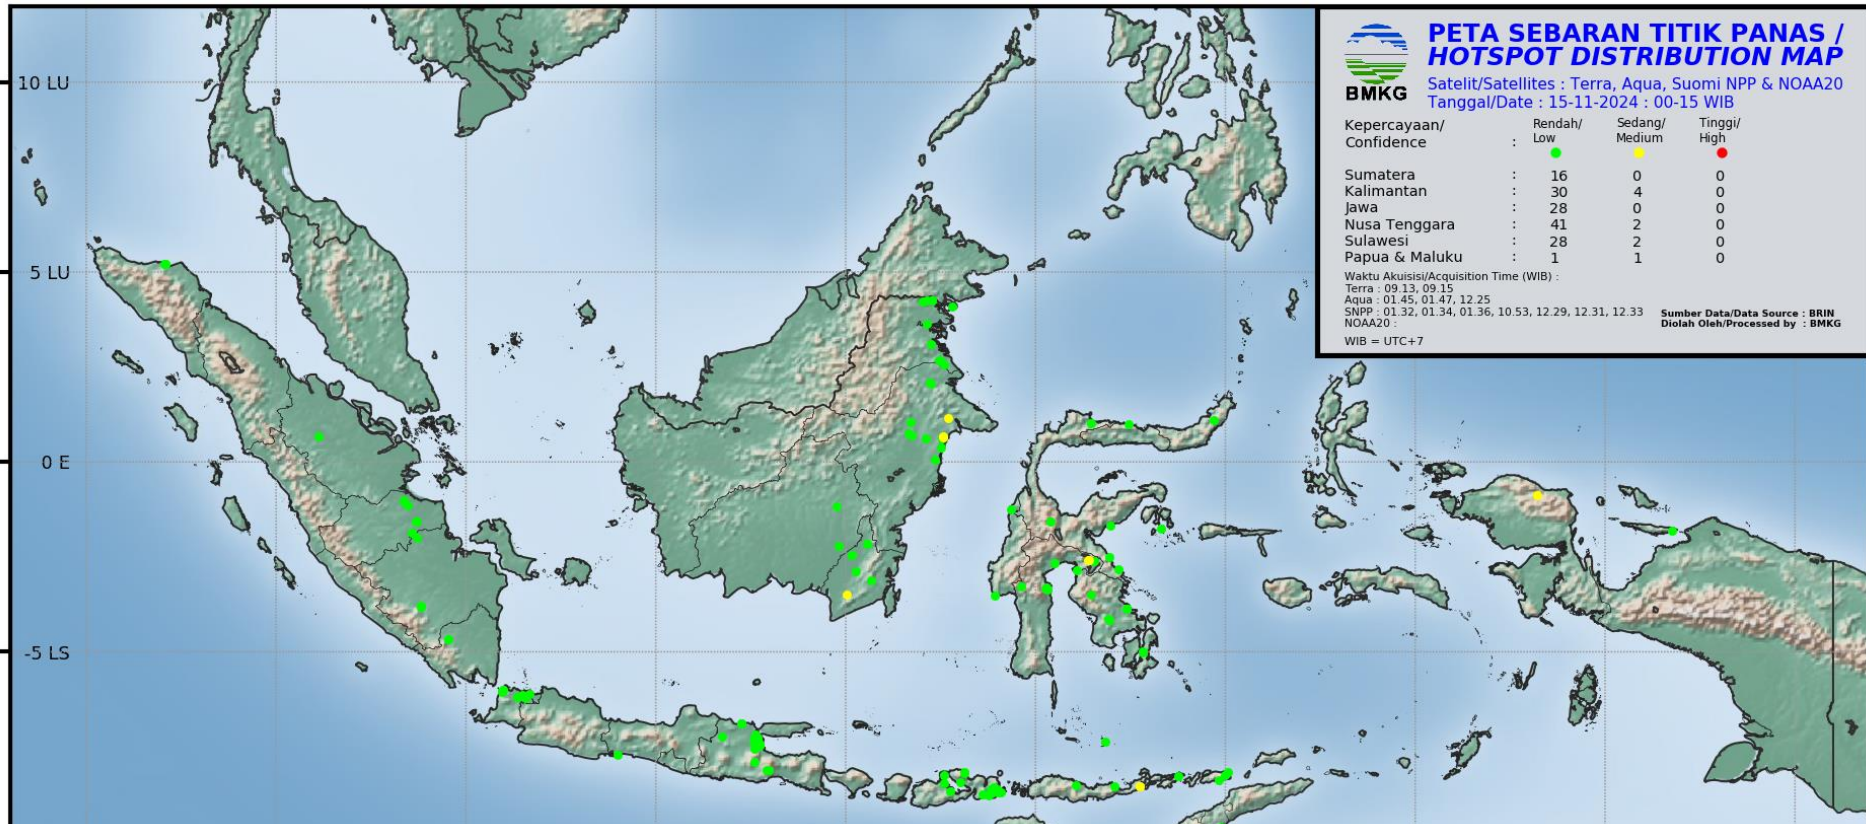 PETA SEBARAN TITIK PANAS /
HOTSPOT DISTRIBUTION MAP
Satelit/Satellites : Terra, Aqua, Suomi NPP & NOAA20
Tanggal/Date : 15-11-2024 : 00-15 WIB
BMKG
Kepercayaan/ Rendah/ Sedang/ Tinggi/
Confidence : Low Medium High
Sumatera : 16 0 0
Kalimantan : 30 4 0
Jawa : 28 0 0
Nusa Tenggara : 41 2 0
Sulawesi : 28 2 0
Papua & Maluku : 1 1 0
Waktu Akuisisi/Acquisition Time (WIB) :
Terra : 09.13, 09.15
Aqua : 01.45, 01.47, 12.25
SNPP : 01.32, 01.34, 01.36, 10.53, 12.29, 12.31, 12.33 Sumber Data/Data Source : BRIN
NOAA20 : Diolah Oleh/Processed by : BMKG
WIB = UTC+7
10 LU
5 LU
0 E
-5 LS